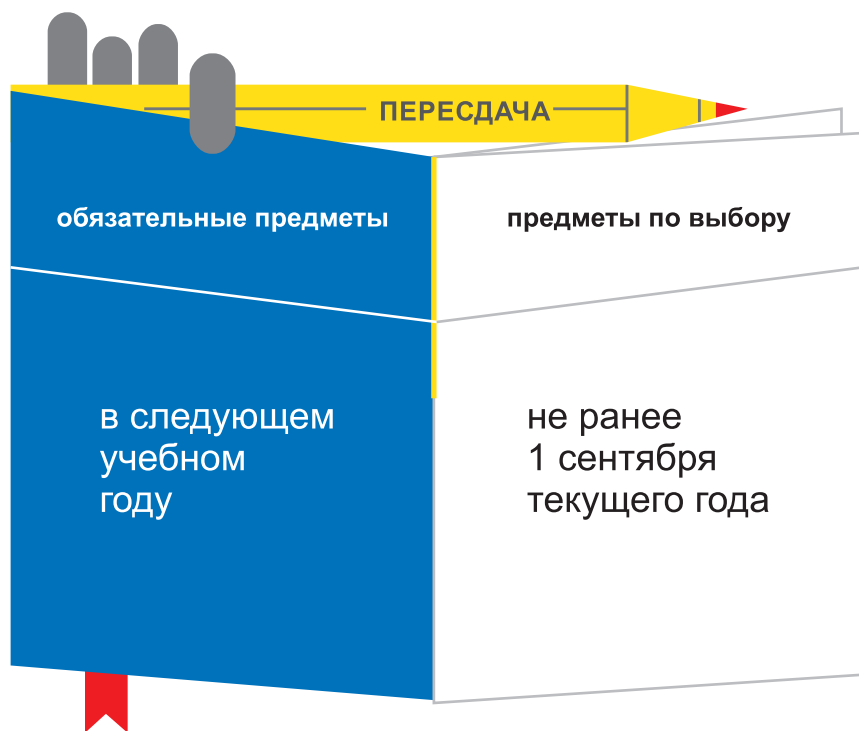 ПЕРЕСДАЧА
обязательные предметы
в следующем
учебном
году
предметы по выбору
не ранее
1 сентября
текущего года